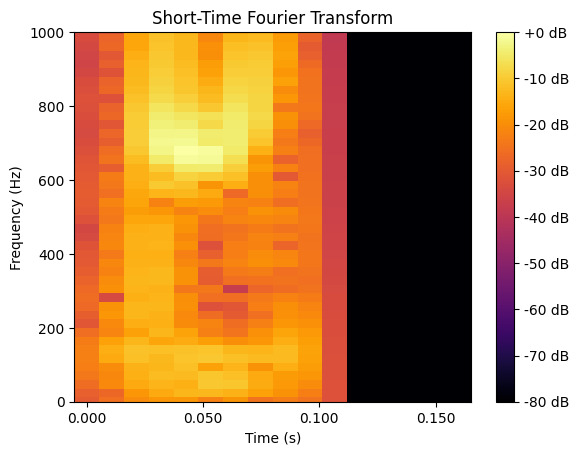 Short-Time Fourier Transform
1000
800
600
400
200
0
Frequency (Hz)
0.000
0.050
0.100
0.150
Time (s)
+0 dB
-10 dB
-20 dB
-30 dB
-40 dB
-50 dB
-60 dB
-70 dB
-80 dB